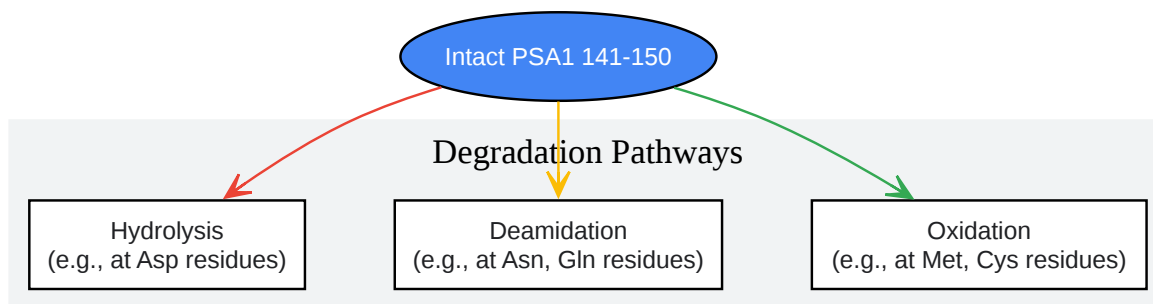 Intact PSA1 141-150
Degradation Pathways
Hydrolysis
(e.g., at Asp residues)
Deamidation
(e.g., at Asn, Gln residues)
Oxidation
(e.g., at Met, Cys residues)